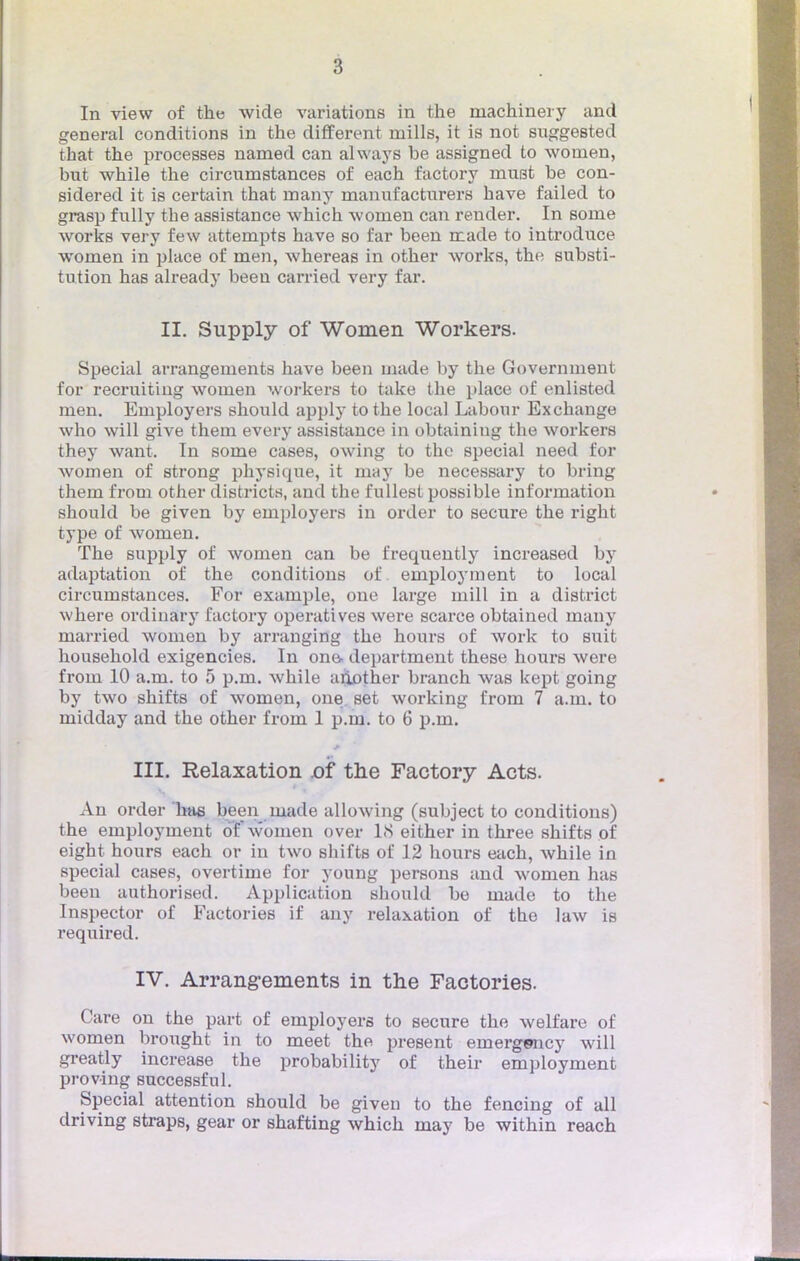 3
In view of the wide variations in the machinery and
general conditions in the different mills, it is not suggested
that the processes named can always be assigned to women,
but while the circumstances of each factory must be con-
sidered it is certain that many manufacturers have failed to
grasp fully the assistance which women can render. In some
works very few attempts have so far been made to introduce
women in place of men, whereas in other works, the substi-
tution has already been carried very far.
II. Supply of Women Workers.
Special arrangements have been made by the Government
for recruiting women workers to take the place of enlisted
men. Employers should apply to the local Labour Exchange
who will give them every assistance in obtaining the workers
they want. In some cases, owing to the special need for
women of strong physique, it may be necessary to bring
them from other districts, and the fullest possible information
should be given by employers in order to secure the right
type of women.
The supply of women can be frequently increased by
adaptation of the conditions of employment to local
circumstances. For example, one large mill in a district
where ordinary factory operatives were scarce obtained many
married women by arranging the hours of work to suit
household exigencies. In one department these hours were
from 10 a.m. to 5 p.m. while another branch was kept going
by two shifts of women, one set working from 7 a.m. to
midday and the other from 1 p.m. to 6 p.m.
III. Relaxation of the Factory Acts.
An order has been made allowing (subject to conditions)
the employment of women over 18 either in three shifts of
eight hours each or in two shifts of 12 hours each, while in
special cases, overtime for young persons and women has
been authorised. Application should be made to the
Inspector of Factories if any relaxation of the law is
required.
IV. Arrangements in the Factories.
Care on the part of employers to secure the welfare of
women brought in to meet the present emergency will
greatly increase the probability of their employment
proving successful.
Special attention should be given to the fencing of all
driving straps, gear or shafting which may be within reach